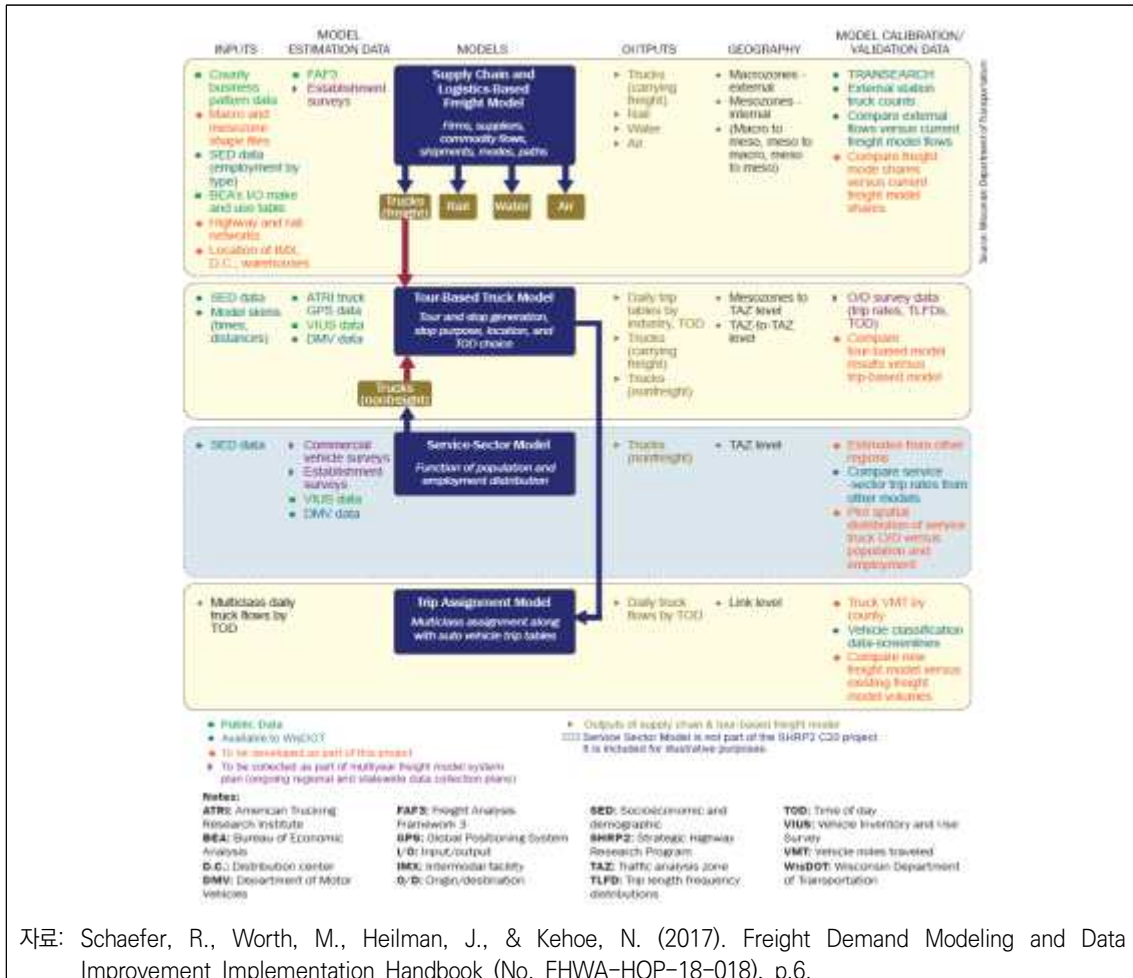 INPUTS
MODEL
ESTIMATION DATA
MODELS
OUTPUTS
GEOGRAPHY
MODEL CALIBRATION/
VALIDATION DATA
County
business
pattern data
Macro and
mesozone
shape files
SED data
(employment by
type)
BEA's I/O make
and use table
Highway and rail
networks
Location of IMX,
D.C., warehouses
FAF3
Establishment
surveys
Supply Chain and
Logistics-Based
Freight Model
Firms, suppliers,
commodity flows,
shipments, modes, paths
Trucks
(freight)
Rail
Water
Air
Trucks
(carrying
freight)
Rail
Water
Air
Macrozones -
external
Mesozones -
internal
(Macro to
meso, meso to
macro, meso
to meso)
TRANSEARCH
External station
truck counts
Compare external
flows versus current
freight model flows
Compare freight
mode shares
versus current
freight model
shares
Source: Wisconsin Department of Transportation
SED data
Model skims
(times,
distances)
ATRI truck
GPS data
VIUS data
DMV data
Tour-Based Truck Model
Tour and stop generation,
stop purpose, location, and
TOD choice
Trucks
(nonfreight)
Daily trip
tables by
industry, TOD
Trucks
(carrying
freight)
Trucks
(nonfreight)
Mesozones to
TAZ level
TAZ-to-TAZ
level
O/D survey data
(trip rates, TLFDs,
TOD)
Compare
tour-based model
results versus
trip-based model
SED data
Commercial
vehicle surveys
Establishment
surveys
VIUS data
DMV data
Service-Sector Model
Function of population and
employment distribution
Trucks
(nonfreight)
TAZ level
Estimates from other
regions
Compare service
-sector trip rates from
other models
Plot spatial
distribution of service
truck O/D versus
population and
employment
Multiclass daily
truck flows by
TOD
Trip Assignment Model
Multiclass assignment along
with auto vehicle trip tables
Daily truck
flows by TOD
Link level
Truck VMT by
county
Vehicle classification
data-screenlines
Compare new
freight model versus
existing freight
model volumes
Public Data
Available to WisDOT
To be developed as part of this project
To be collected as part of multiyear freight model system
plan (ongoing regional and statewide data collection plans)
Outputs of supply chain & tour-based freight model
Service Sector Model is not part of the SHRP2 C20 project
It is included for illustrative purposes
Notes:
ATRI: American Trucking
Research Institute
BEA: Bureau of Economic
Analysis
D.C.: Distribution center
DMV: Department of Motor
Vehicles
FAF3: Freight Analysis
Framework 3
GPS: Global Positioning System
I/O: Input/output
IMX: Intermodal facility
O/D: Origin/destination
SED: Socioeconomic and
demographic
SHRP2: Strategic Highway
Research Program
TAZ: Traffic analysis zone
TLFD: Trip length frequency
distributions
TOD: Time of day
VIUS: Vehicle Inventory and Use
Survey
VMT: Vehicle miles traveled
WisDOT: Wisconsin Department
of Transportation
자료: Schaefer, R., Worth, M., Heilman, J., & Kehoe, N. (2017). Freight Demand Modeling and Data
Improvement Implementation Handbook (No. FHWA-HOP-18-018). p.6.